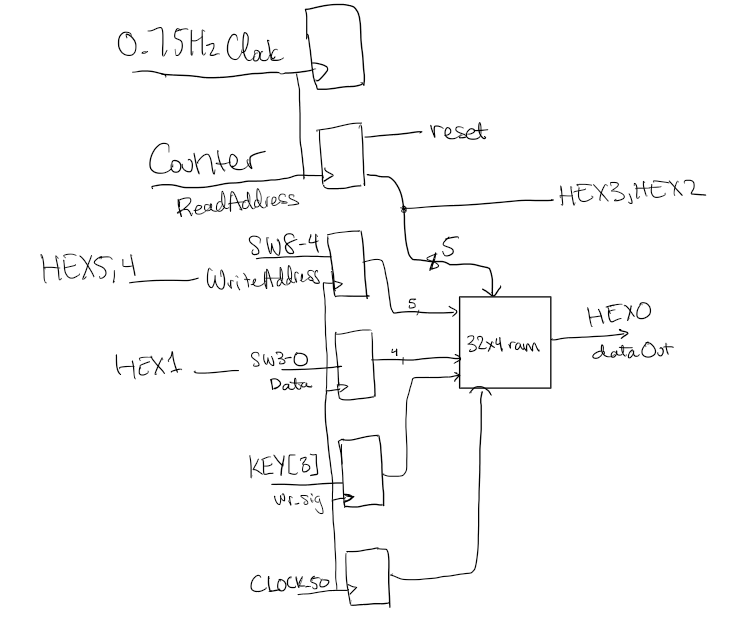 0.75Hz Clock
Counter
reset
ReadAddress
HEX3,HEX2
SW8-4
5
HEX5,4
WriteAddress
5
HEX0
32x4 ram
dataOut
HEX1
SW3-0
4
Data
KEY[3]
wr_sig
CLOCK_50